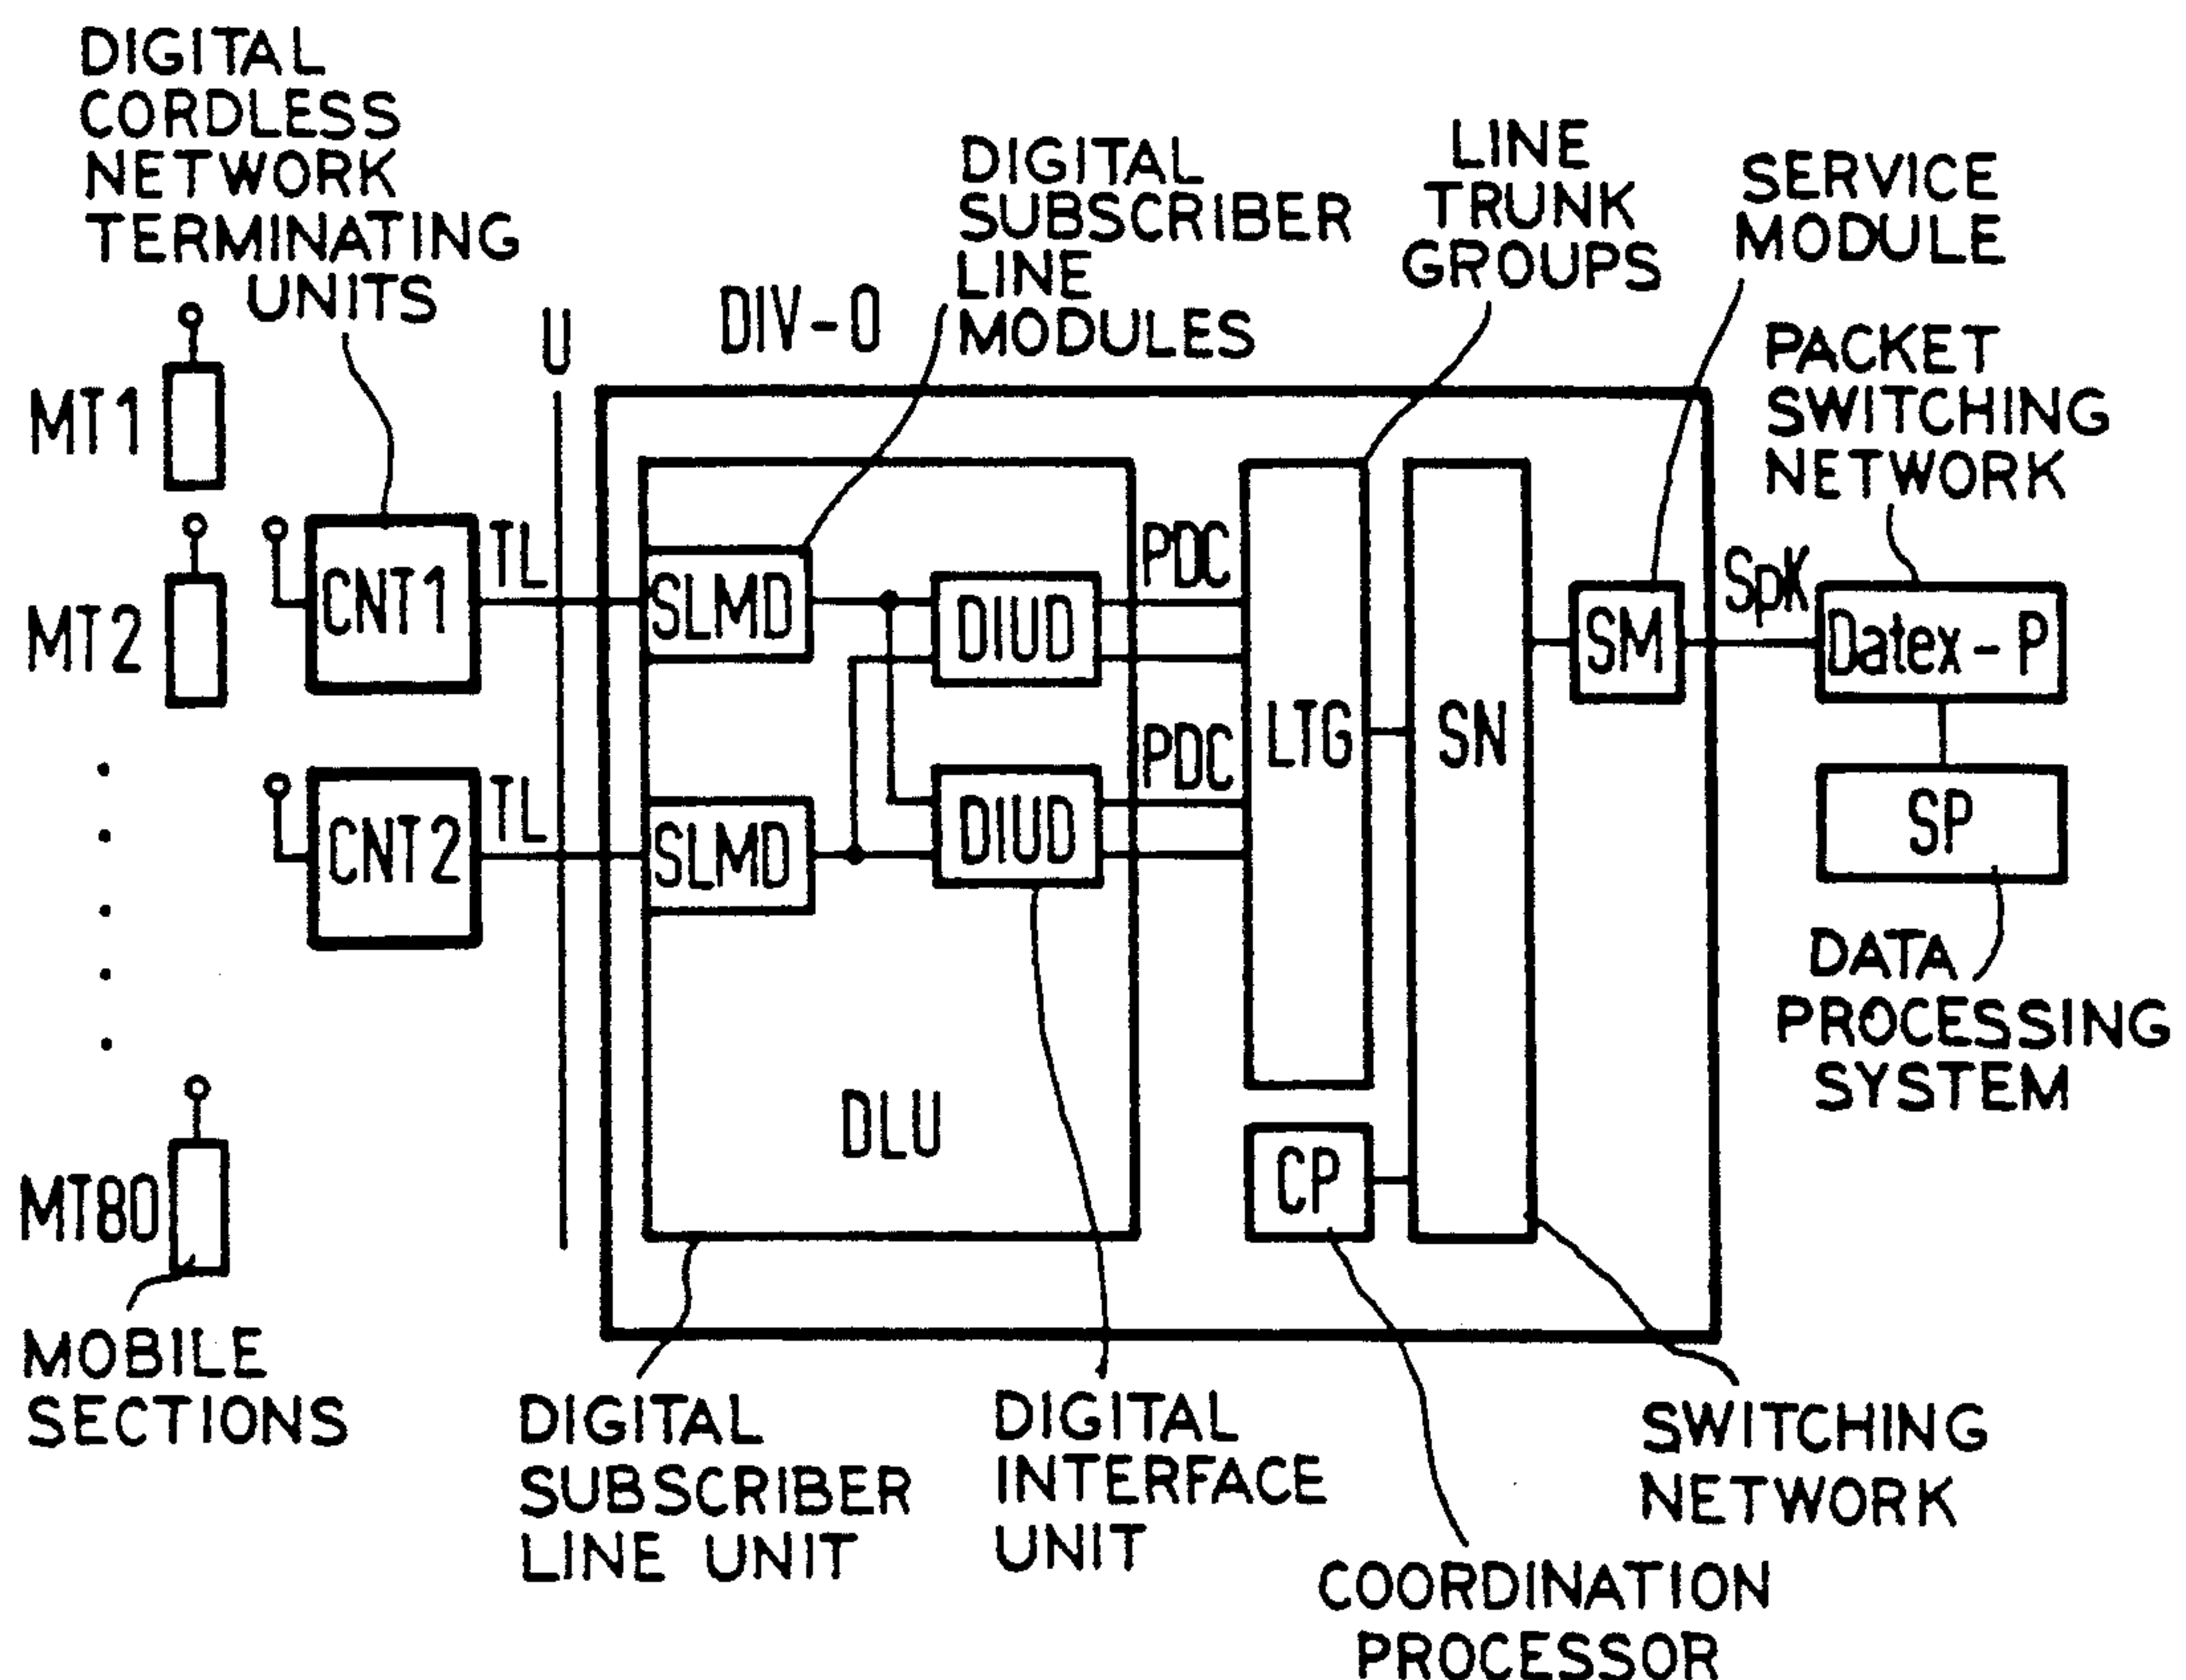 DIGITAL
CORDLESS
NETWORK
TERMINATING
UNITS
DIGITAL
SUBSCRIBER
LINE
MODULES
LINE
TRUNK
GROUPS
SERVICE
MODULE
PACKET
SWITCHING
NETWORK
U
DIV-O
MT1
MT2
MT80
CNT1
TL
CNT2
TL
SLMD
SLMD
DIUD
DIUD
DLU
PDC
PDC
LTG
SN
CP
SM
SpK
Datex-P
SP
DATA
PROCESSING
SYSTEM
MOBILE
SECTIONS
DIGITAL
SUBSCRIBER
LINE UNIT
DIGITAL
INTERFACE
UNIT
COORDINATION
PROCESSOR
SWITCHING
NETWORK